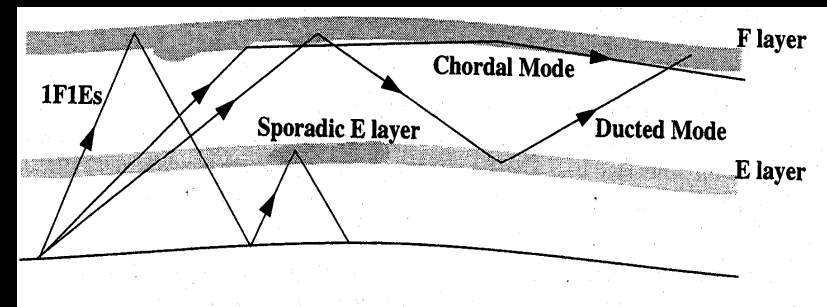 F layer
Chordal Mode
1F1Es
Sporadic E layer
Ducted Mode
E layer